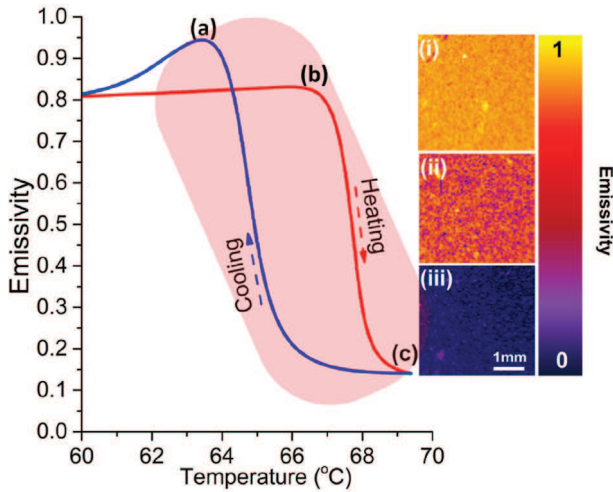 1.0
0.9
0.8
0.7
0.6
0.5
0.4
0.3
0.2
0.1
0.0
Emissivity
60
62
64
66
68
70
Temperature (°C)
(a)
(b)
(c)
Cooling
Heating
(i)
(ii)
(iii)
1mm
1
0
Emissivity